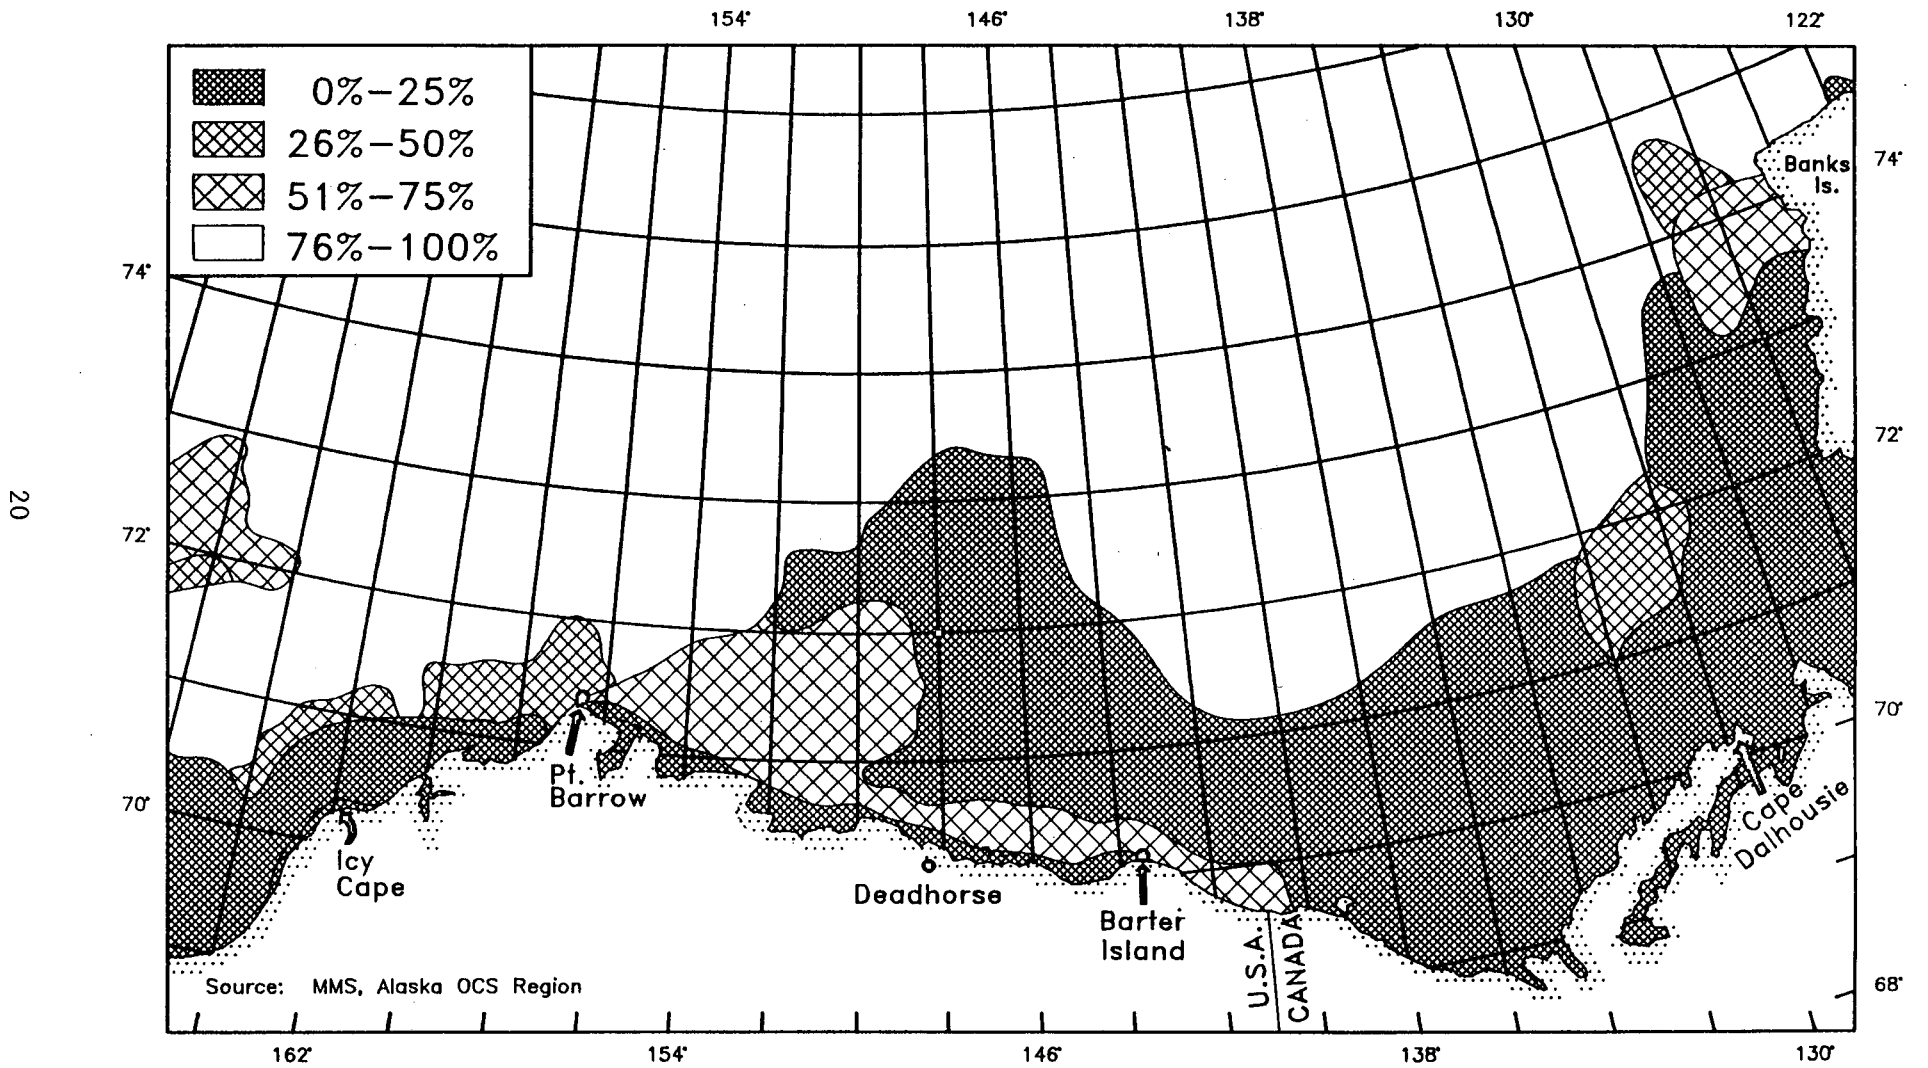 154° 146° 138° 130° 122°
0%-25%
26%-50%
51%-75%
76%-100%
Banks
Is.
74°
74°
72°
72°
70°
70°
68°
20
Pt.
Barrow
Icy
Cape
Deadhorse
Barter
Island
U.S.A.
CANADA
Cape
Dalhousie
Source: MMS, Alaska OCS Region
162° 154° 146° 138° 130°